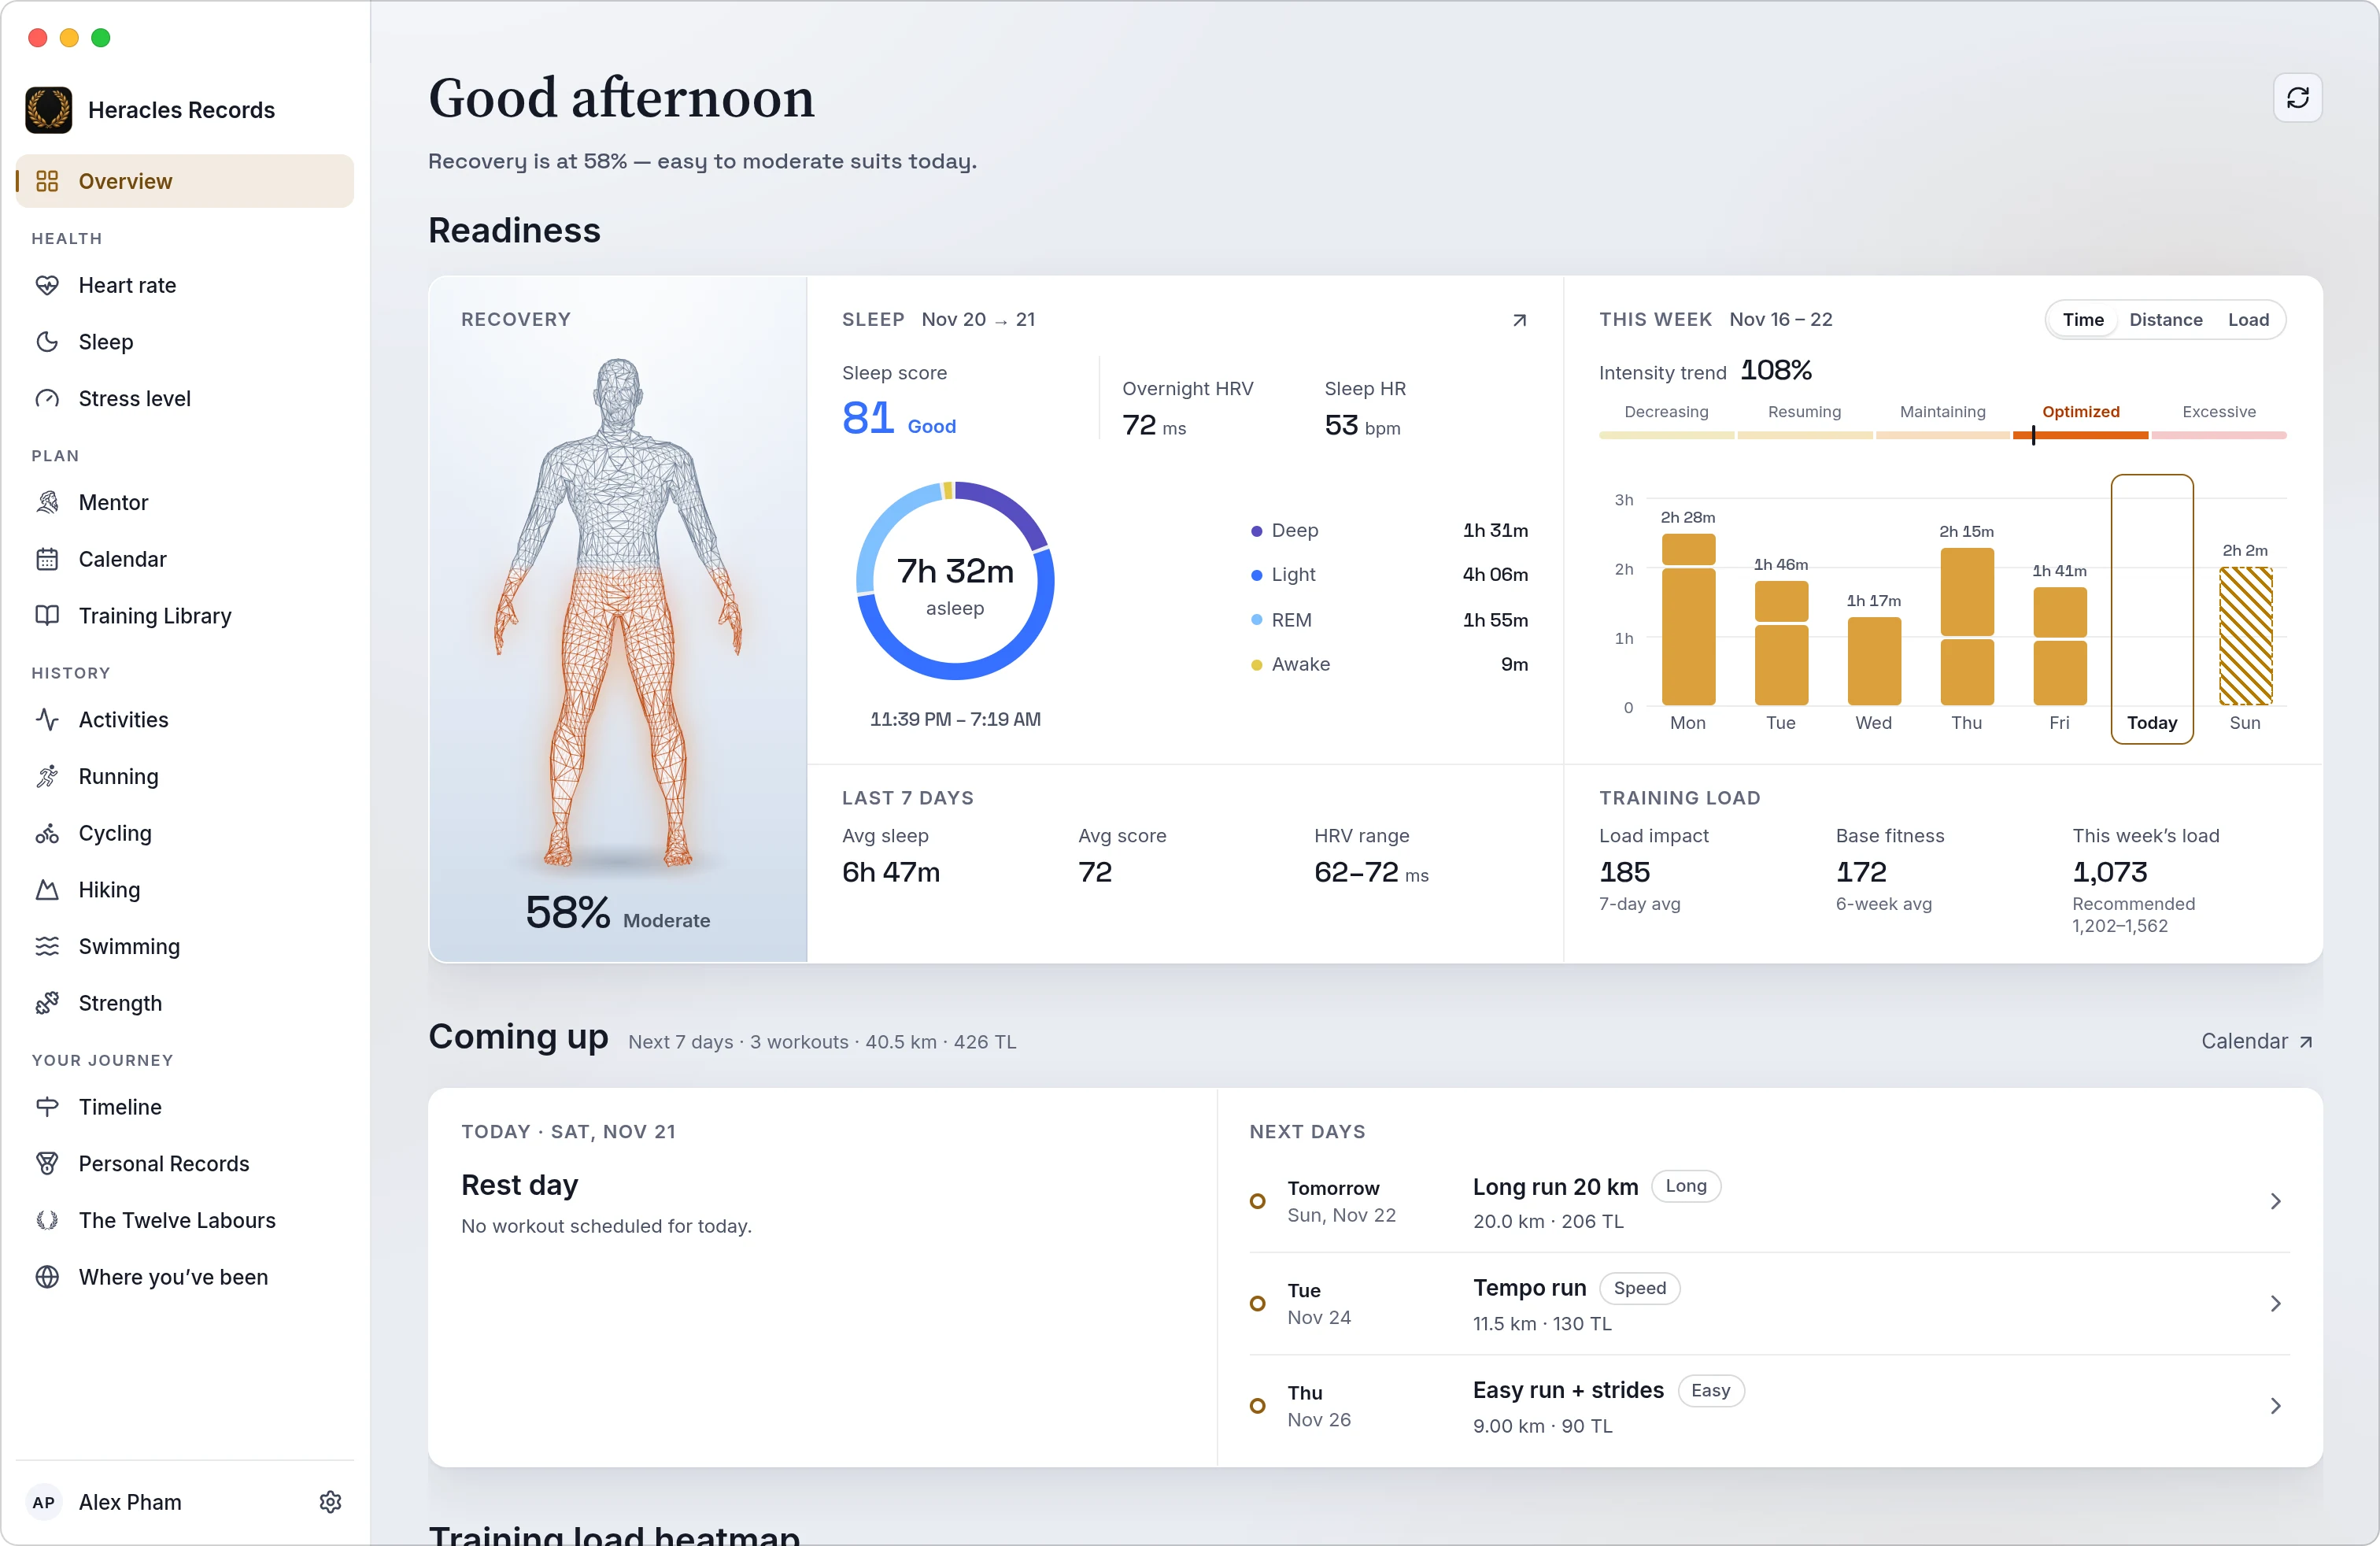 Heracles Records
Overview
HEALTH
Heart rate
Sleep
Stress level
PLAN
Mentor
Calendar
Training Library
HISTORY
Activities
Running
Cycling
Hiking
Swimming
Strength
YOUR JOURNEY
Timeline
Personal Records
The Twelve Labours
Where you’ve been
AP Alex Pham
Good afternoon
Recovery is at 58% — easy to moderate suits today.
Readiness
RECOVERY
58% Moderate
SLEEP Nov 20 → 21
Sleep score
81 Good
Overnight HRV
72 ms
Sleep HR
53 bpm
7h 32m
asleep
11:39 PM – 7:19 AM
Deep 1h 31m
Light 4h 06m
REM 1h 55m
Awake 9m
LAST 7 DAYS
Avg sleep
6h 47m
Avg score
72
HRV range
62–72 ms
THIS WEEK Nov 16 – 22
Time Distance Load
Intensity trend 108%
Decreasing Resuming Maintaining Optimized Excessive
3h
2h
1h
0
2h 28m
1h 46m
1h 17m
2h 15m
1h 41m
2h 2m
Mon Tue Wed Thu Fri Today Sun
TRAINING LOAD
Load impact
185
7-day avg
Base fitness
172
6-week avg
This week’s load
1,073
Recommended
1,202–1,562
Coming up Next 7 days · 3 workouts · 40.5 km · 426 TL
Calendar
TODAY · SAT, NOV 21
Rest day
No workout scheduled for today.
NEXT DAYS
Tomorrow
Sun, Nov 22
Long run 20 km Long
20.0 km · 206 TL
Tue
Nov 24
Tempo run Speed
11.5 km · 130 TL
Thu
Nov 26
Easy run + strides Easy
9.00 km · 90 TL
Training load heatmap